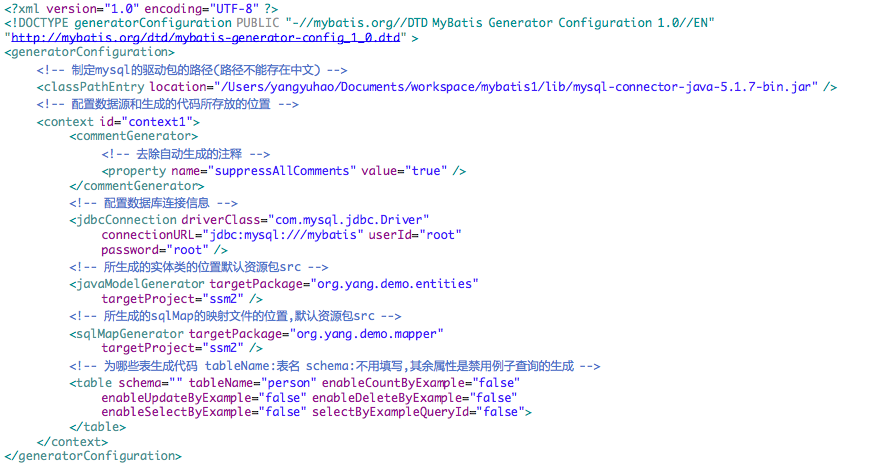 <?xml version="1.0" encoding="UTF-8" ?>
<!DOCTYPE generatorConfiguration PUBLIC "-//mybatis.org//DTD MyBatis Generator Configuration 1.0//EN"
"http://mybatis.org/dtd/mybatis-generator-config_1_0.dtd" >
<generatorConfiguration>
<!-- 制定mysql的驱动包的路径(路径不能存在中文) -->
<classPathEntry location="/Users/yangyuhao/Documents/workspace/mybatis1/lib/mysql-connector-java-5.1.7-bin.jar" />
<!-- 配置数据源和生成的代码所存放的位置 -->
<context id="context1">
<commentGenerator>
<!-- 去除自动生成的注释 -->
<property name="suppressAllComments" value="true" />
</commentGenerator>
<!-- 配置数据库连接信息 -->
<jdbcConnection driverClass="com.mysql.jdbc.Driver"
connectionURL="jdbc:mysql:///mybatis" userId="root"
password="root" />
<!-- 所生成的实体类的位置默认资源包src -->
<javaModelGenerator targetPackage="org.yang.demo.entities"
targetProject="ssm2" />
<!-- 所生成的sqlMap的映射文件的位置,默认资源包src -->
<sqlMapGenerator targetPackage="org.yang.demo.mapper"
targetProject="ssm2" />
<!-- 为哪些表生成代码 tableName:表名 schema:不用填写,其余属性是禁用例子查询的生成 -->
<table schema="" tableName="person" enableCountByExample="false"
enableUpdateByExample="false" enableDeleteByExample="false"
enableSelectByExample="false" selectByExampleQueryId="false">
</table>
</context>
</generatorConfiguration>